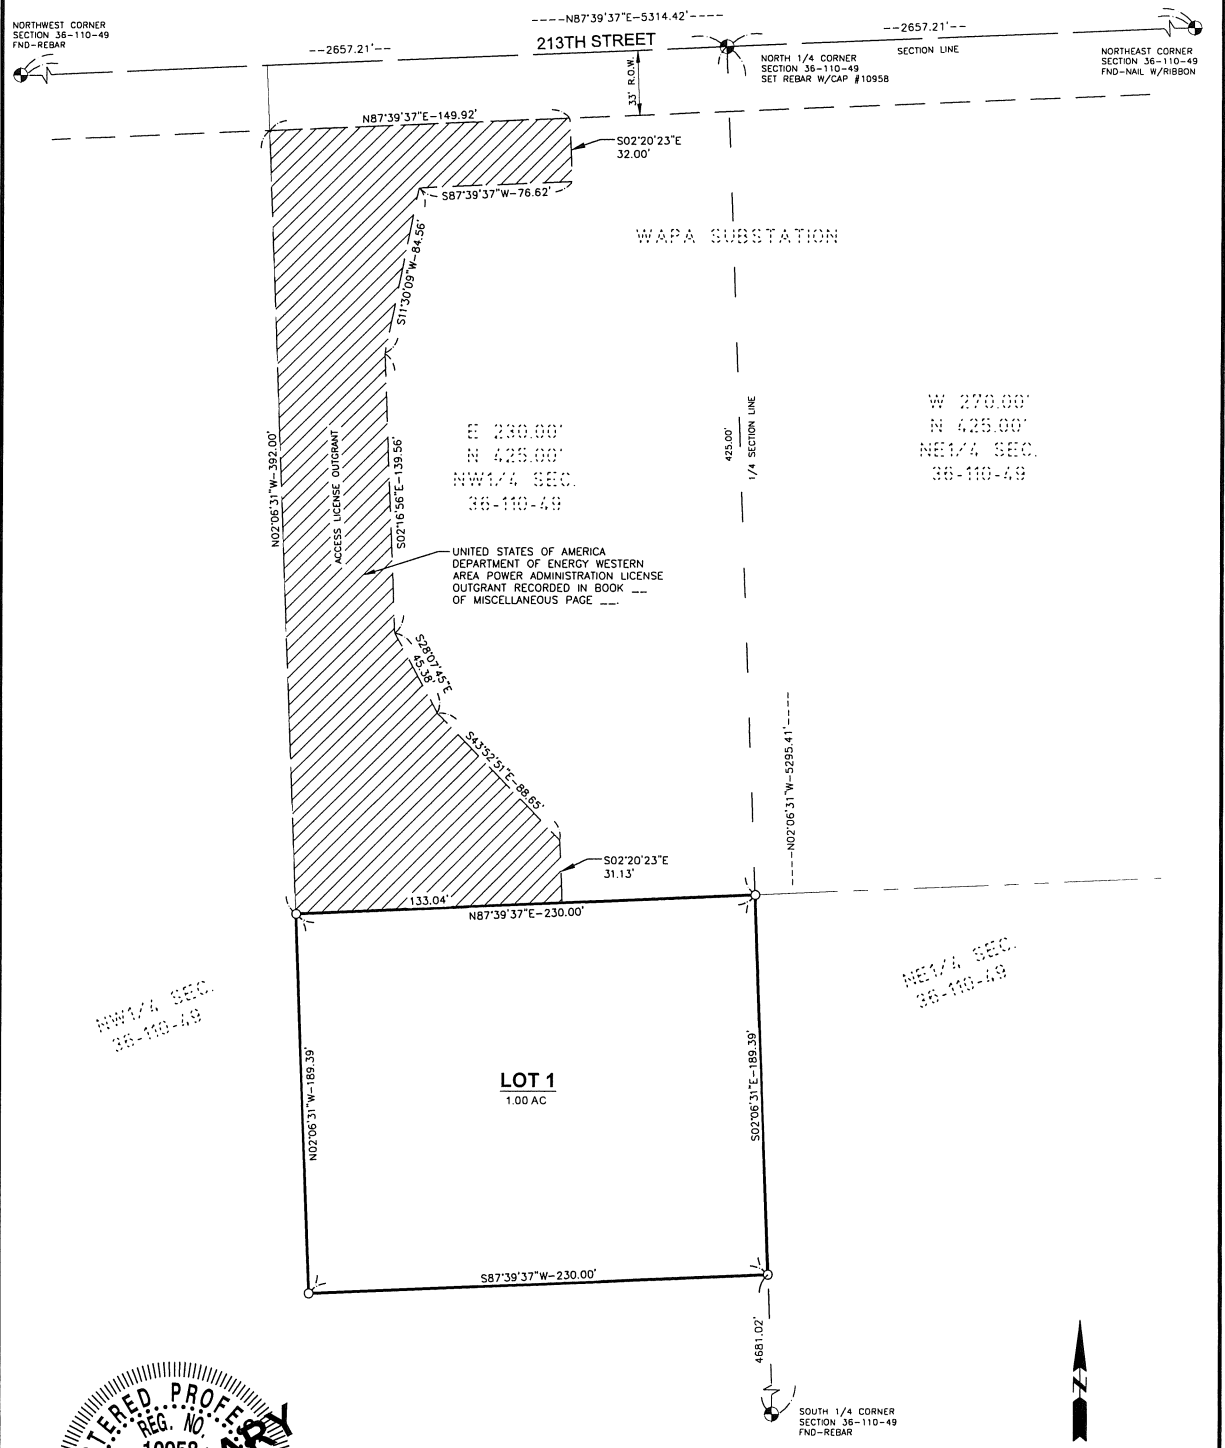 ----N87°39'37"E-5314.42'----
NORTHWEST CORNER
SECTION 36-110-49
FND-REBAR
--2657.21'--
213TH STREET
--2657.21'--
SECTION LINE
NORTH 1/4 CORNER
SECTION 36-110-49
SET REBAR W/CAP #10958
NORTHEAST CORNER
SECTION 36-110-49
FND-NAIL W/RIBBON
33' R.O.W.
N87°39'37"E-149.92'
S02°20'23"E
32.00'
S87°39'37"W-76.62'
WAPA SUBSTATION
S11°30'09"W-84.56'
N02°06'31"W-392.00'
ACCESS LICENSE OUTGRANT
S02°16'56"E-139.56'
E 230.00'
N 425.00'
NW1/4 SEC.
36-110-49
425.00'
1/4 SECTION LINE
W 270.00'
N 425.00'
NE1/4 SEC.
36-110-49
UNITED STATES OF AMERICA
DEPARTMENT OF ENERGY WESTERN
AREA POWER ADMINISTRATION LICENSE
OUTGRANT RECORDED IN BOOK __
OF MISCELLANEOUS PAGE __.
S28°07'45"E
45.38'
S43°52'51"E-88.65'
----N02°06'31"W-5295.41'----
S02°20'23"E
31.13'
133.04'
N87°39'37"E-230.00'
NW1/4 SEC.
36-110-49
NE1/4 SEC.
36-110-49
N02°06'31"W-189.39'
LOT 1
1.00 AC
S02°06'31"E-189.39'
S87°39'37"W-230.00'
4681.02'
SOUTH 1/4 CORNER
SECTION 36-110-49
FND-REBAR
N
REG. NO.
10958